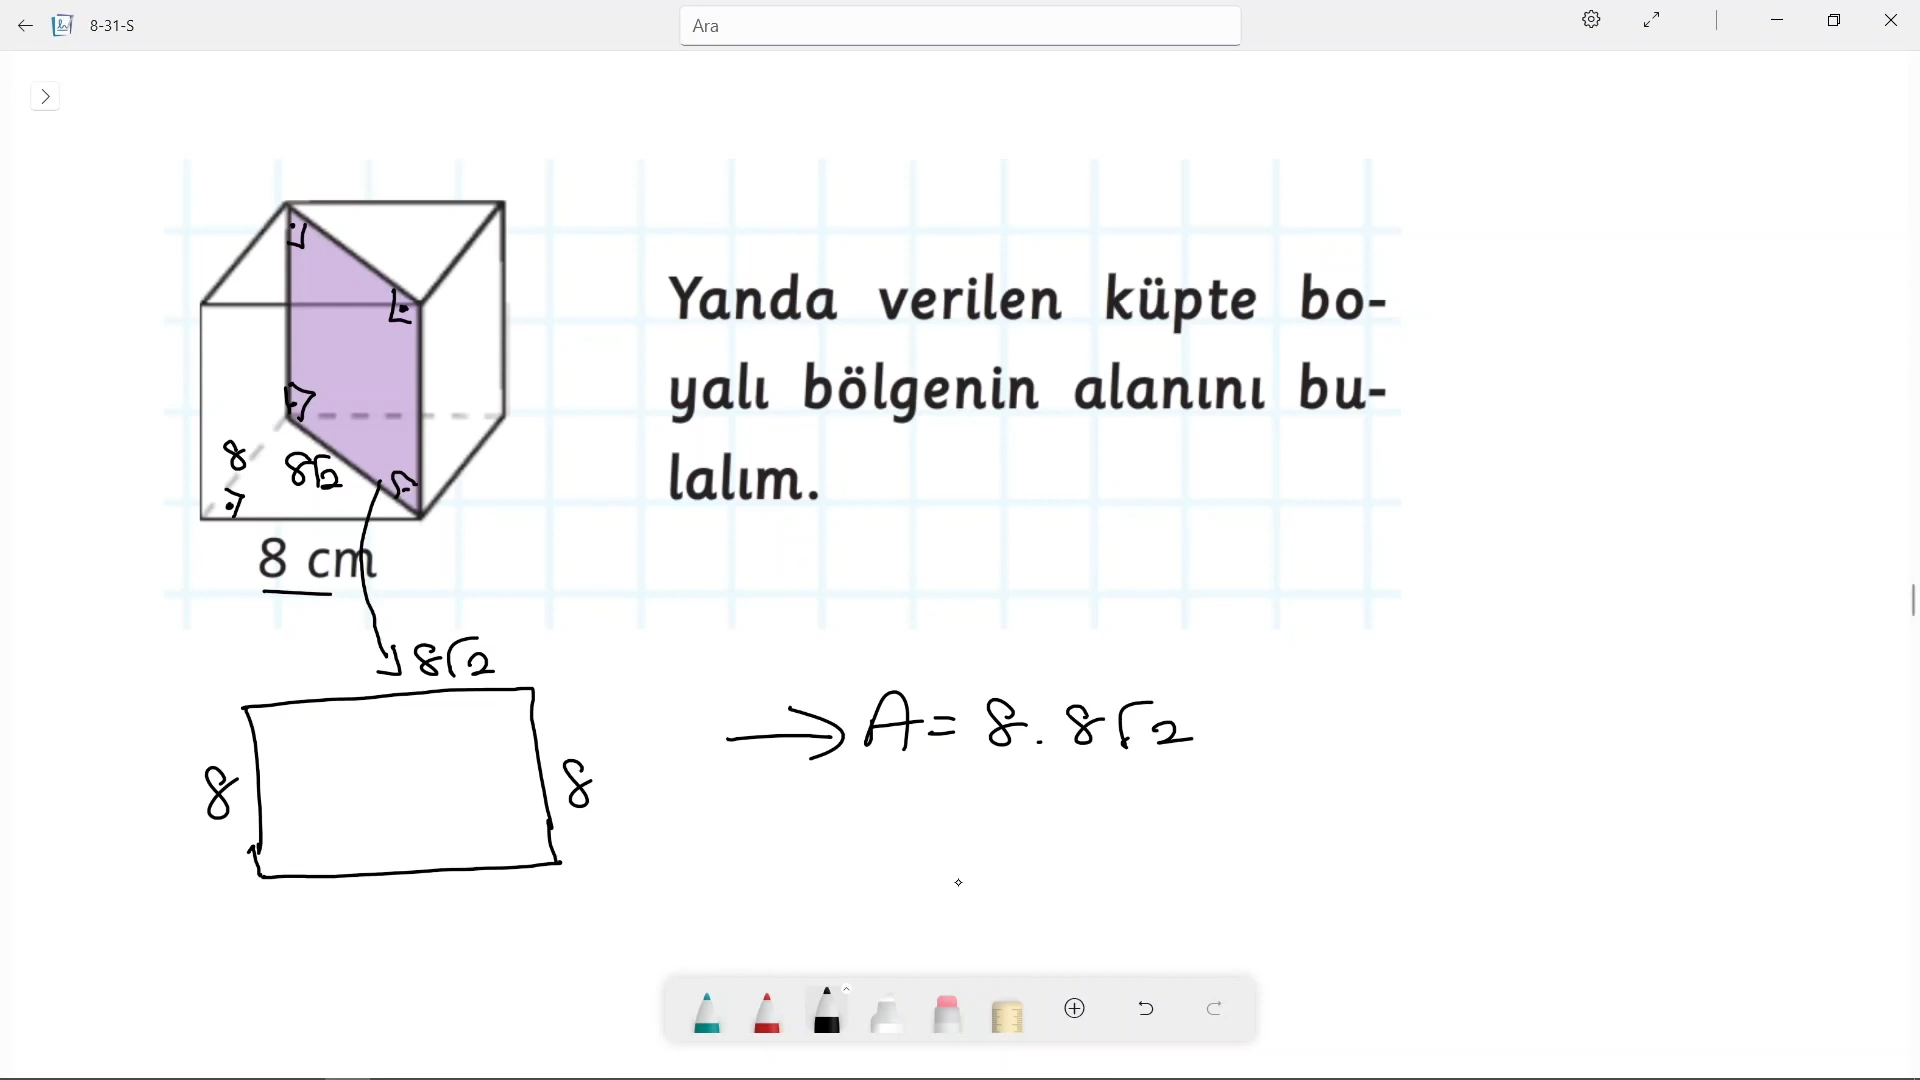 8-31-S
Ara
Yanda verilen küpte bo-
yalı bölgenin alanını bu-
lalım.
8
8√2
8 cm
8√2
8
8
A = 8 . 8√2